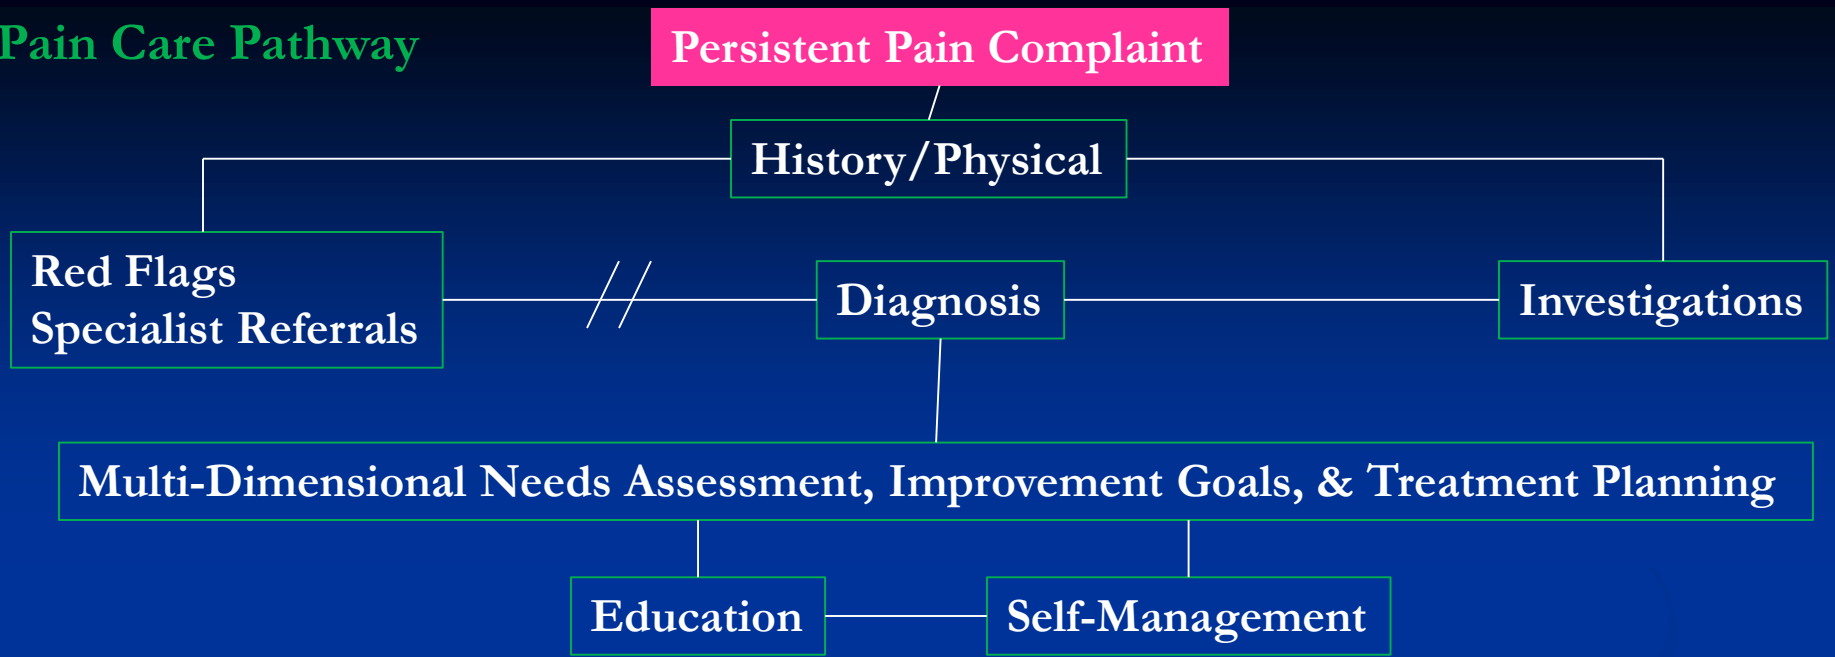 Pain Care Pathway
Persistent Pain Complaint
History/Physical
Red Flags
Specialist Referrals
Diagnosis
Investigations
Multi-Dimensional Needs Assessment, Improvement Goals, & Treatment Planning
Education
Self-Management